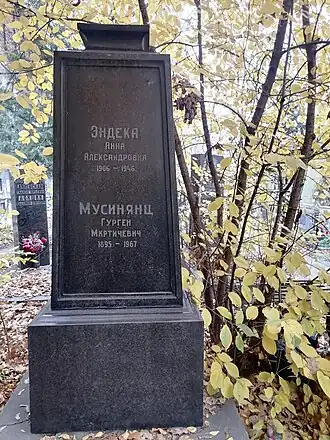 ЭНДЕКА
АННА
АЛЕКСАНДРОВНА
1906 – 1946
МУСИНЯНЦ
ГУРГЕН
МКРТИЧЕВИЧ
1895 – 1967